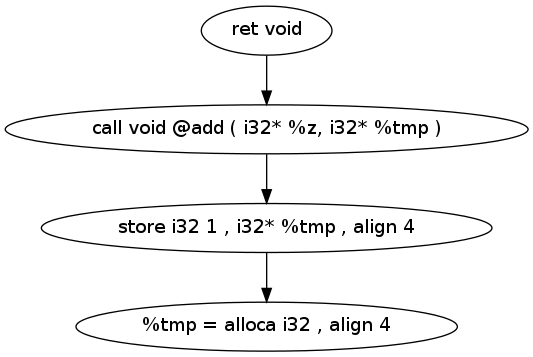 ret void
call void @add ( i32* %z, i32* %tmp )
store i32 1 , i32* %tmp , align 4
%tmp = alloca i32 , align 4